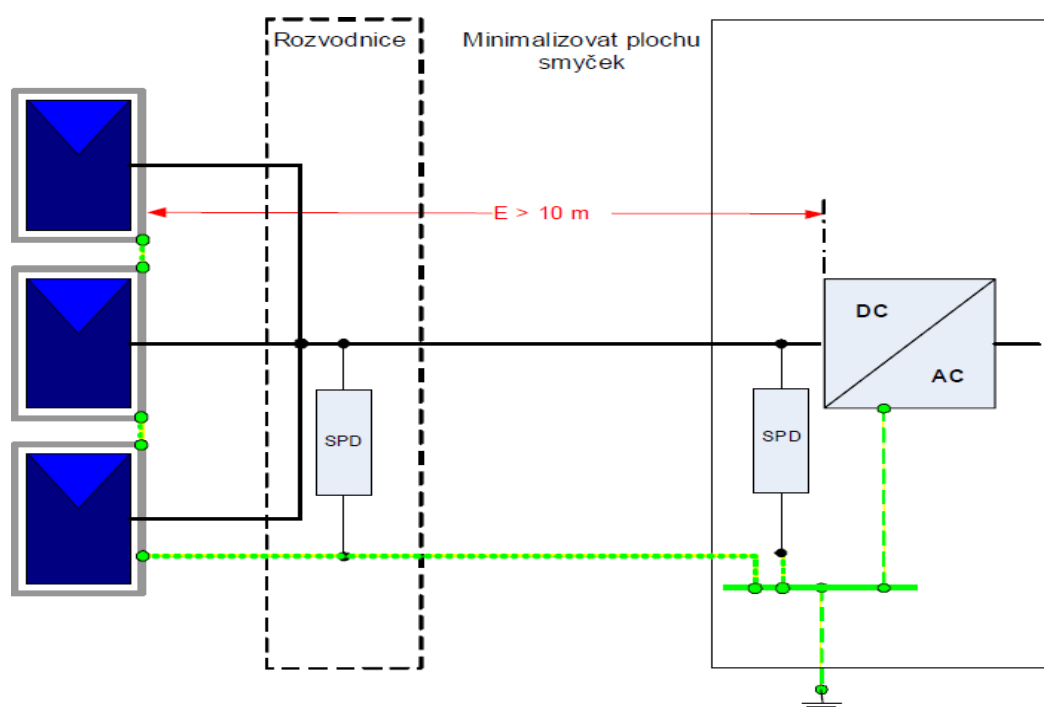 Rozvodnice
Minimalizovat plochu
smyček
E > 10 m
DC
AC
SPD
SPD